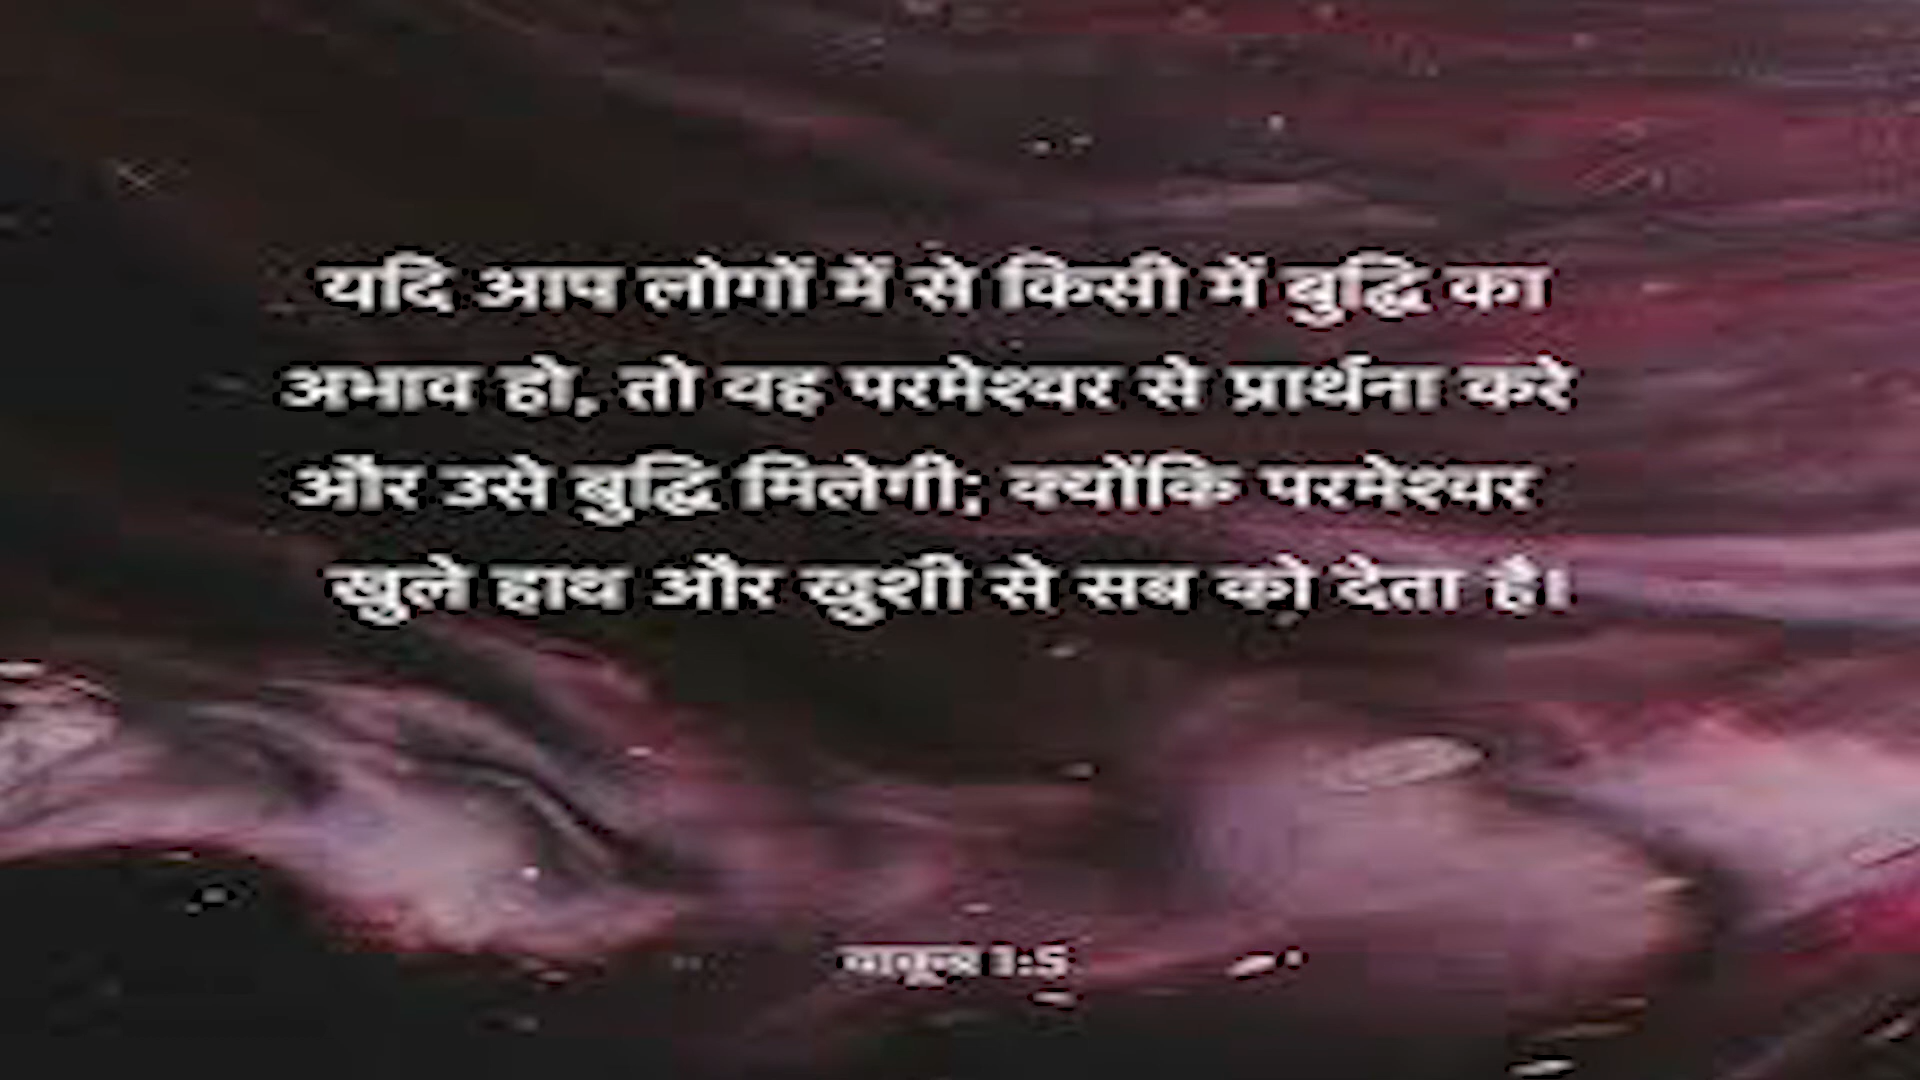 यदि आप लोगों में से किसी में बुद्धि का
अभाव हो, तो वह परमेश्वर से प्रार्थना करे
और उसे बुद्धि मिलेगी; क्योंकि परमेश्वर
खुले हाथ और खुशी से सब को देता है।
याकूब 1:5